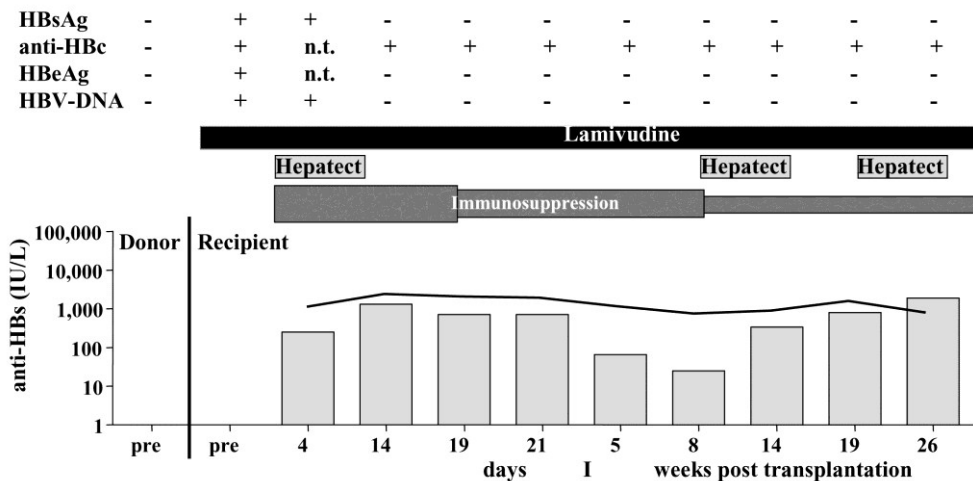 HBsAg - + + - - - - - - - -
anti-HBc - + n.t. + + + + + + + +
HBeAg - + n.t. - - - - - - - -
HBV-DNA - + + - - - - - - - -
Lamivudine
Hepatect Hepatect Hepatect
Immunosuppression
anti-HBs (IU/L)
Donor Recipient
100,000
10,000
1,000
100
10
1
pre pre 4 14 19 21 5 8 14 19 26
days I weeks post transplantation